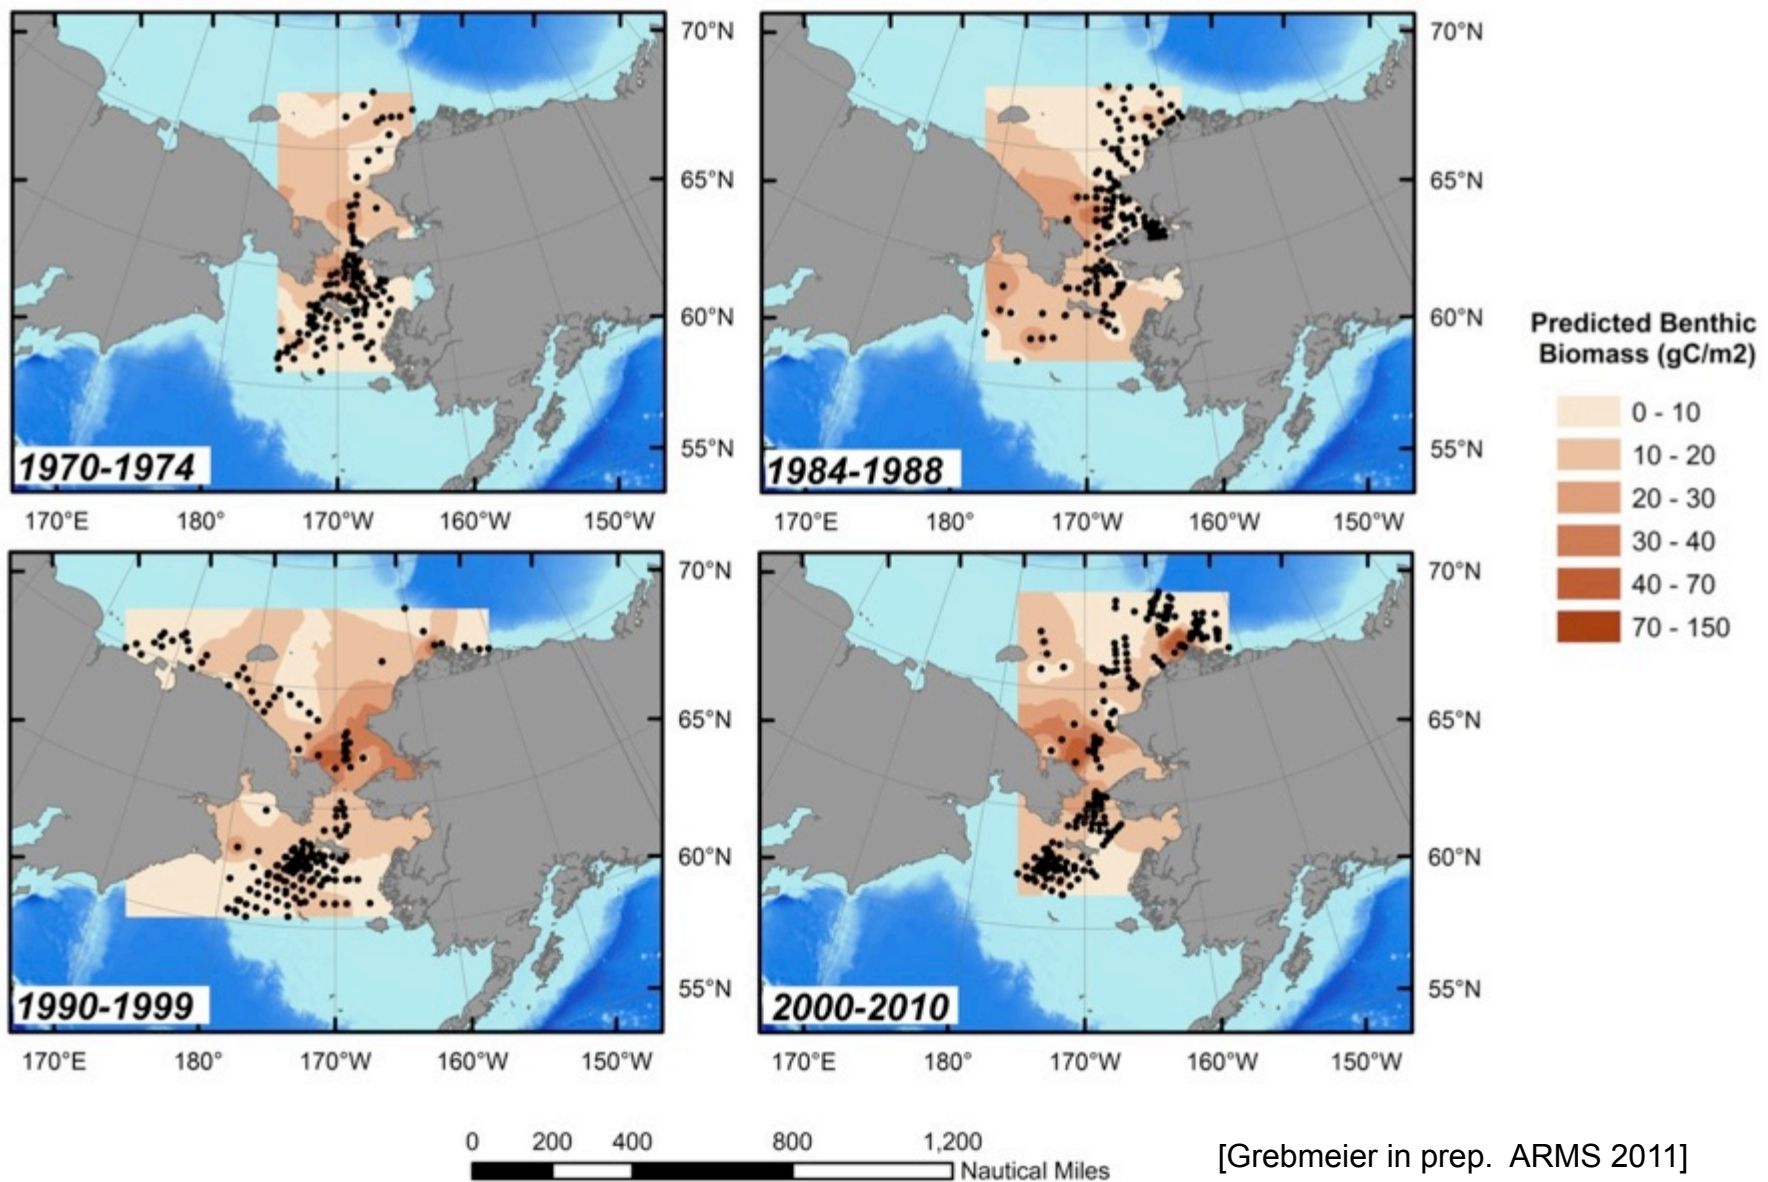 70°N
65°N
60°N
55°N
1970-1974
170°E 180° 170°W 160°W 150°W
70°N
65°N
60°N
55°N
1984-1988
170°E 180° 170°W 160°W 150°W
70°N
65°N
60°N
55°N
1990-1999
170°E 180° 170°W 160°W 150°W
70°N
65°N
60°N
55°N
2000-2010
170°E 180° 170°W 160°W 150°W
Predicted Benthic
Biomass (gC/m2)
0 - 10
10 - 20
20 - 30
30 - 40
40 - 70
70 - 150
0 200 400 800 1,200
Nautical Miles
[Grebmeier in prep. ARMS 2011]